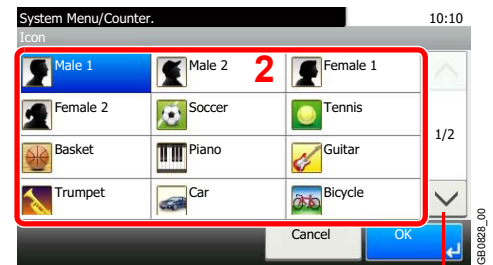 System Menu/Counter. 10:10
Icon
Male 1 Male 2 2 Female 1
Female 2 Soccer Tennis
1/2
Basket Piano Guitar
Trumpet Car Bicycle
Cancel OK
GB0828_00